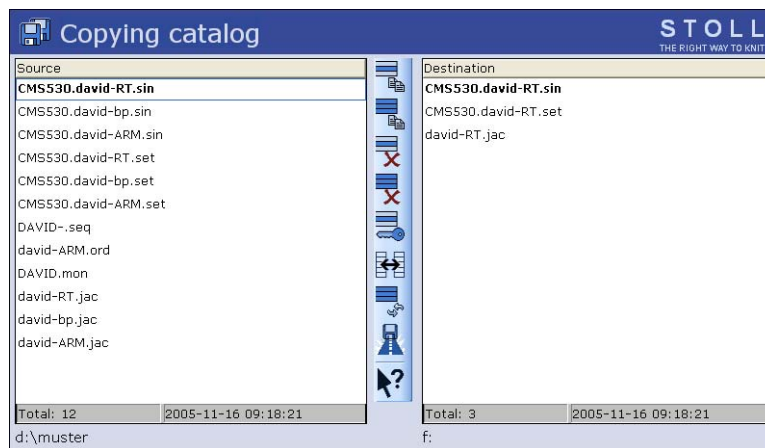 Copying catalog
STOLL
THE RIGHT WAY TO KNIT
Source
CMS530.david-RT.sin
CMS530.david-bp.sin
CMS530.david-ARM.sin
CMS530.david-RT.set
CMS530.david-bp.set
CMS530.david-ARM.set
DAVID-.seq
david-ARM.ord
DAVID.mon
david-RT.jac
david-bp.jac
david-ARM.jac
Total: 12 2005-11-16 09:18:21
d:\muster
?
Destination
CMS530.david-RT.sin
CMS530.david-RT.set
david-RT.jac
Total: 3 2005-11-16 09:18:21
f: